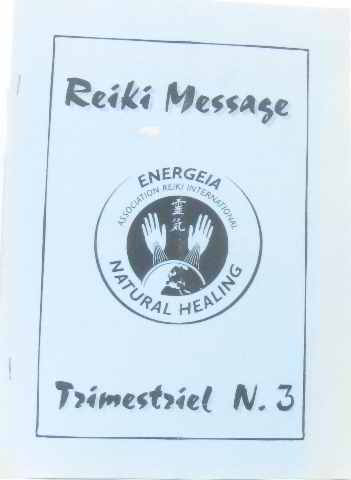 Reiki Message
ENERGEIA
ASSOCIATION REIKI INTERNATIONAL
靈
氣
NATURAL HEALING
Trimestriel N. 3